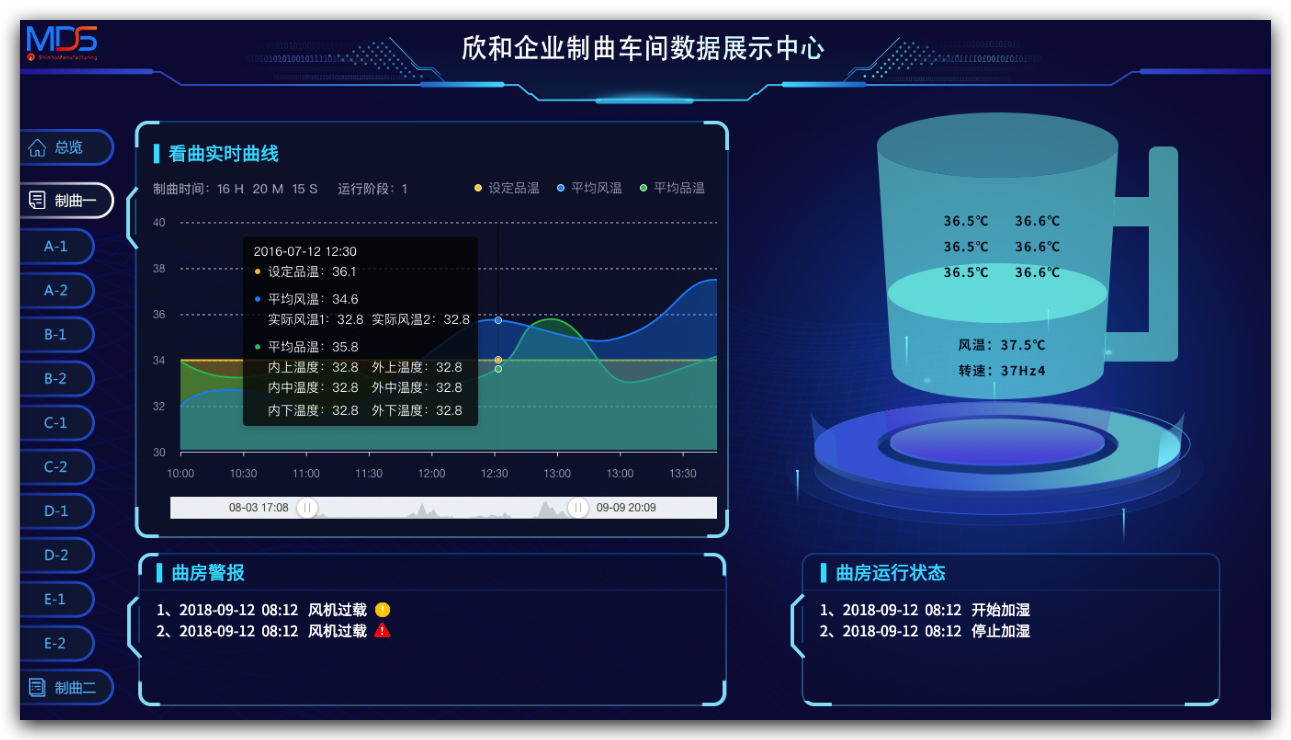 MDS
ShinhoManufacturing
欣和企业制曲车间数据展示中心
总览
制曲一
A-1
A-2
B-1
B-2
C-1
C-2
D-1
D-2
E-1
E-2
制曲二
看曲实时曲线
制曲时间：16 H 20 M 15 S 运行阶段：1
设定品温 平均风温 平均品温
40
38
36
34
32
30
2016-07-12 12:30
设定品温：36.1
平均风温：34.6
实际风温1：32.8 实际风温2：32.8
平均品温：35.8
内上温度：32.8 外上温度：32.8
内中温度：32.8 外中温度：32.8
内下温度：32.8 外下温度：32.8
10:00 10:30 11:00 11:30 12:00 12:30 13:00 13:00 13:30
08-03 17:08 09-09 20:09
36.5℃ 36.6℃
36.5℃ 36.6℃
36.5℃ 36.6℃
风温：37.5℃
转速：37Hz4
曲房警报
1、2018-09-12 08:12 风机过载
2、2018-09-12 08:12 风机过载
曲房运行状态
1、2018-09-12 08:12 开始加湿
2、2018-09-12 08:12 停止加湿